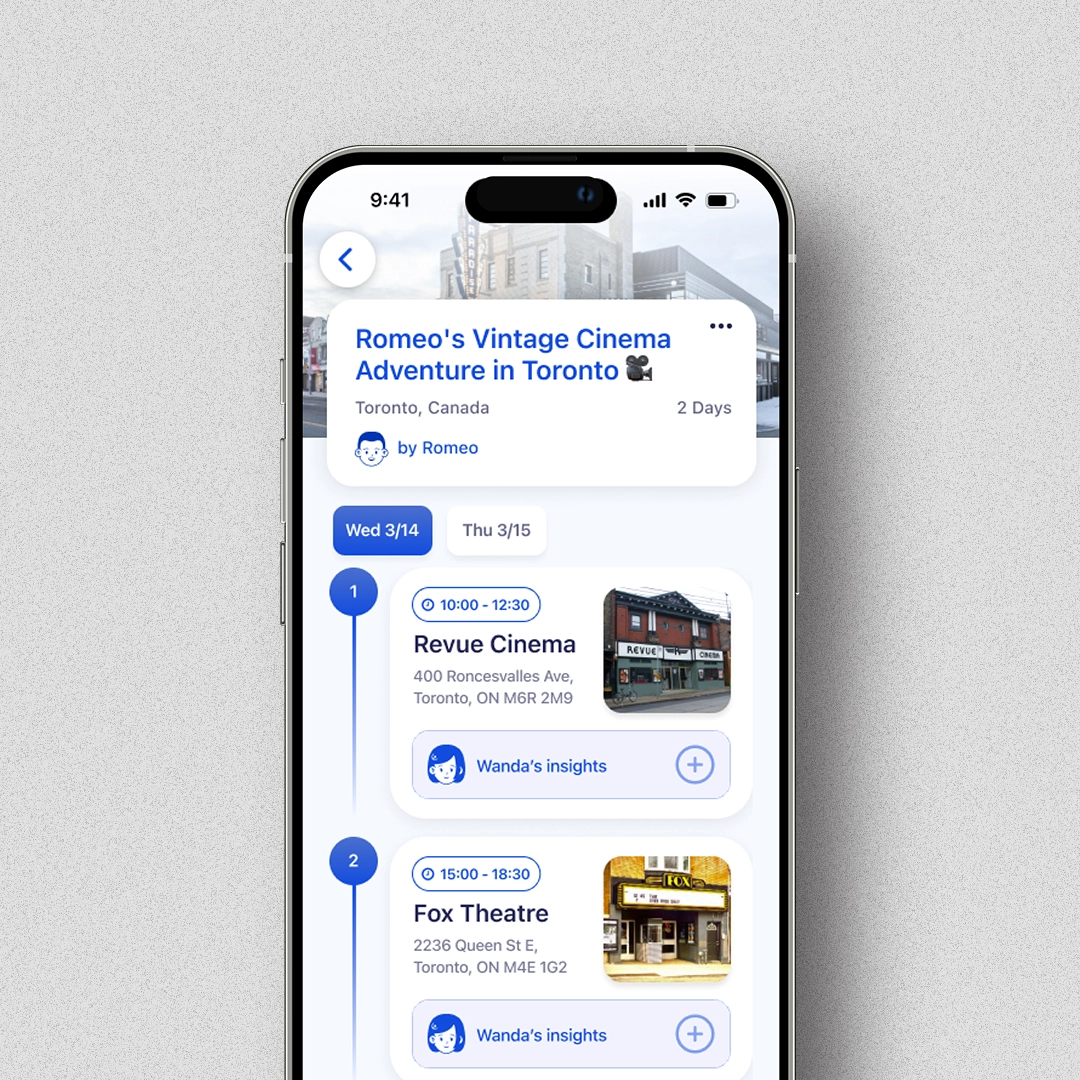 9:41
Romeo's Vintage Cinema
Adventure in Toronto
Toronto, Canada
2 Days
by Romeo
Wed 3/14
Thu 3/15
1
10:00 - 12:30
Revue Cinema
400 Roncesvalles Ave,
Toronto, ON M6R 2M9
REVUE
CINEMA
Wanda’s insights
2
15:00 - 18:30
Fox Theatre
2236 Queen St E,
Toronto, ON M4E 1G2
FOX
Wanda’s insights